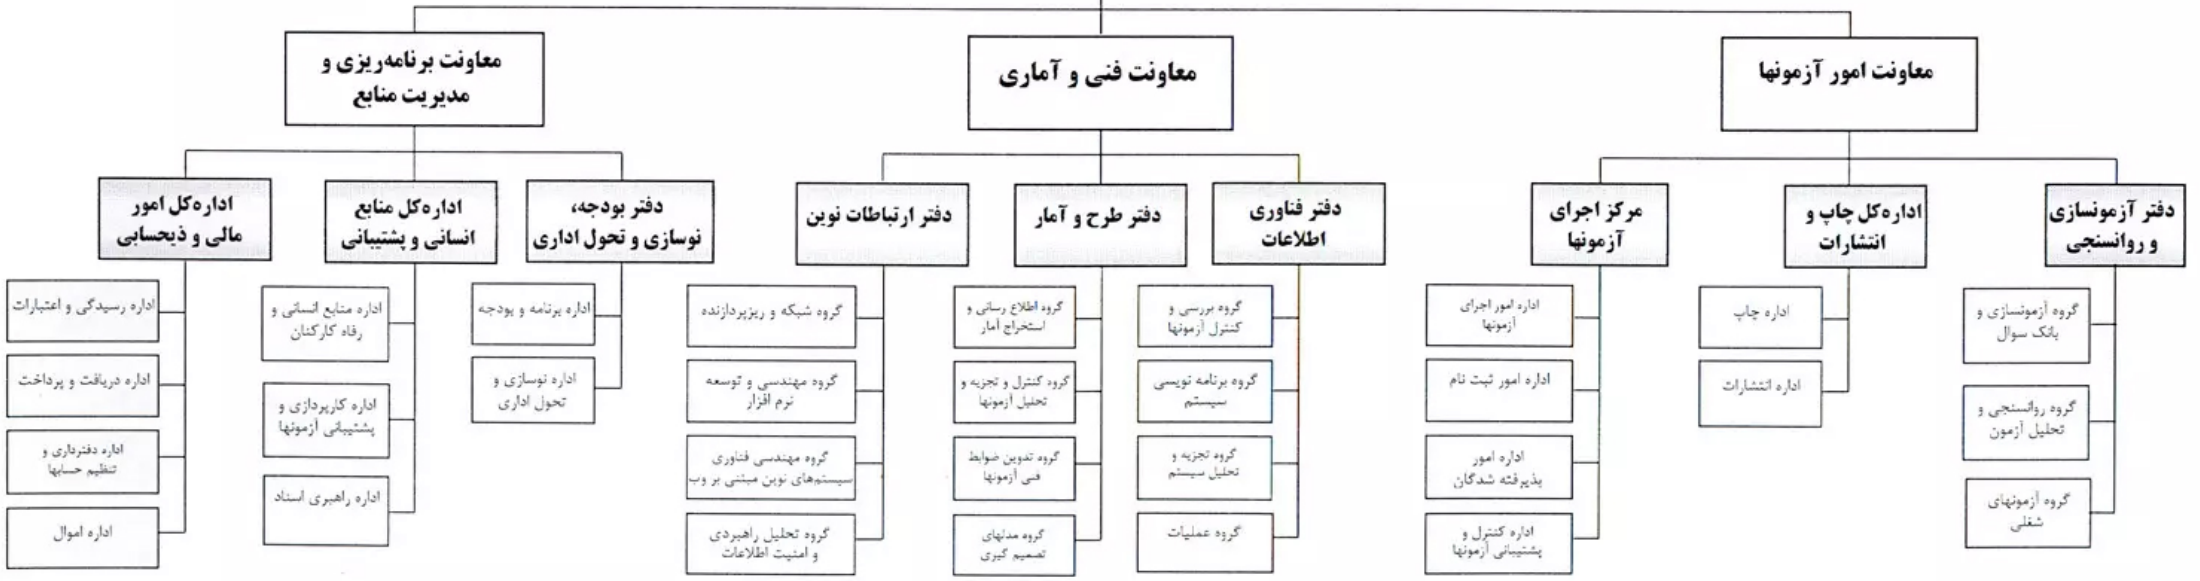 معاونت امور آزمونها
معاونت فنی و آماری
معاونت برنامه‌ریزی و
مدیریت منابع
دفتر آزمونسازی
و روانسنجی
اداره‌کل چاپ و
انتشارات
مرکز اجرای
آزمونها
دفتر فناوری
اطلاعات
دفتر طرح و آمار
دفتر ارتباطات نوین
دفتر بودجه،
نوسازی و تحول اداری
اداره‌کل منابع
انسانی و پشتیبانی
اداره‌کل امور
مالی و ذیحسابی
گروه آزمونسازی و
بانک سوال
گروه روانسنجی و
تحلیل آزمون
گروه آزمونهای
شغلی
اداره چاپ
اداره انتشارات
اداره امور اجرای
آزمونها
اداره امور ثبت نام
اداره امور
پذیرفته شدگان
اداره کنترل و
پشتیبانی آزمونها
گروه بررسی و
کنترل آزمونها
گروه برنامه نویسی
سیستم
گروه تجزیه و
تحلیل سیستم
گروه عملیات
گروه اطلاع رسانی و
استخراج آمار
گروه کنترل و تجزیه و
تحلیل آزمونها
گروه تدوین ضوابط
فنی آزمونها
گروه مدلهای
تصمیم گیری
گروه شبکه و ریزپردازنده
گروه مهندسی و توسعه
نرم افزار
گروه مهندسی فناوری
سیستم‌های نوین مبتنی بر وب
گروه تحلیل راهبردی
و امنیت اطلاعات
اداره برنامه و بودجه
اداره نوسازی و
تحول اداری
اداره منابع انسانی و
رفاه کارکنان
اداره کارپردازی و
پشتیبانی آزمونها
اداره راهبری اسناد
اداره رسیدگی و اعتبارات
اداره دریافت و پرداخت
اداره دفترداری و
تنظیم حسابها
اداره اموال